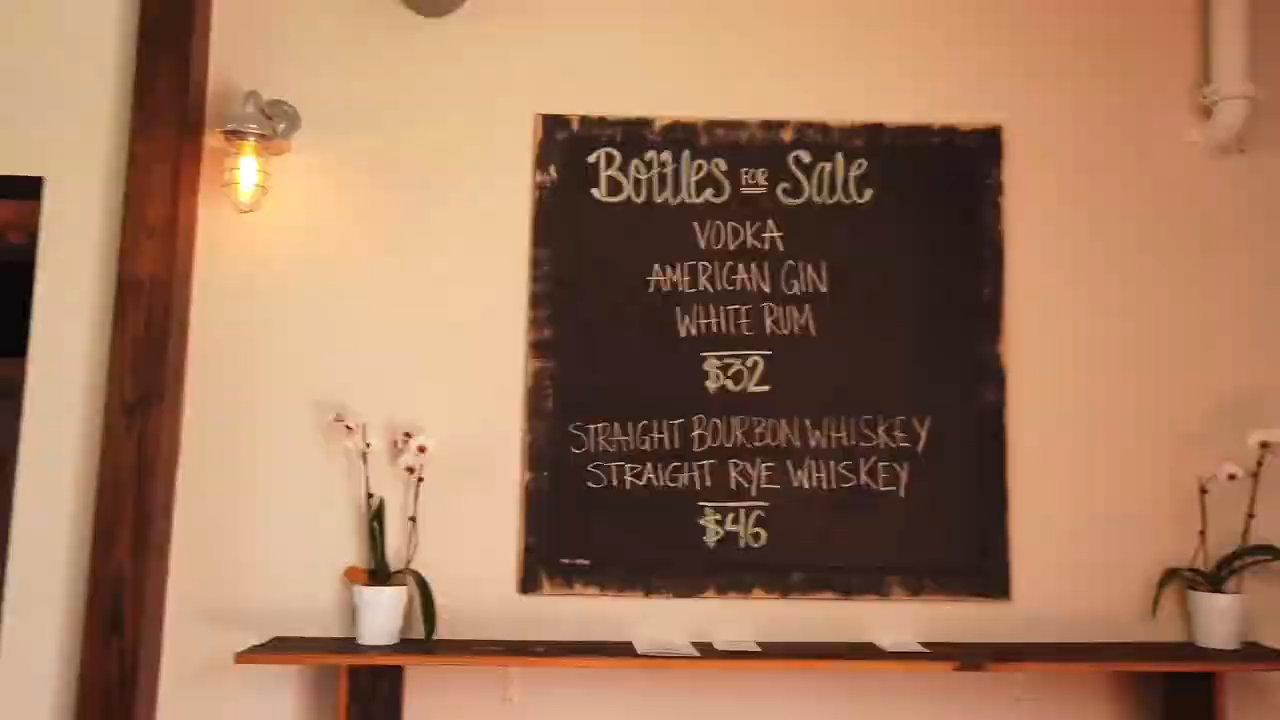 Bottles FOR Sale
VODKA
AMERICAN GIN
WHITE RUM
$32
STRAIGHT BOURBON WHISKEY
STRAIGHT RYE WHISKEY
$46